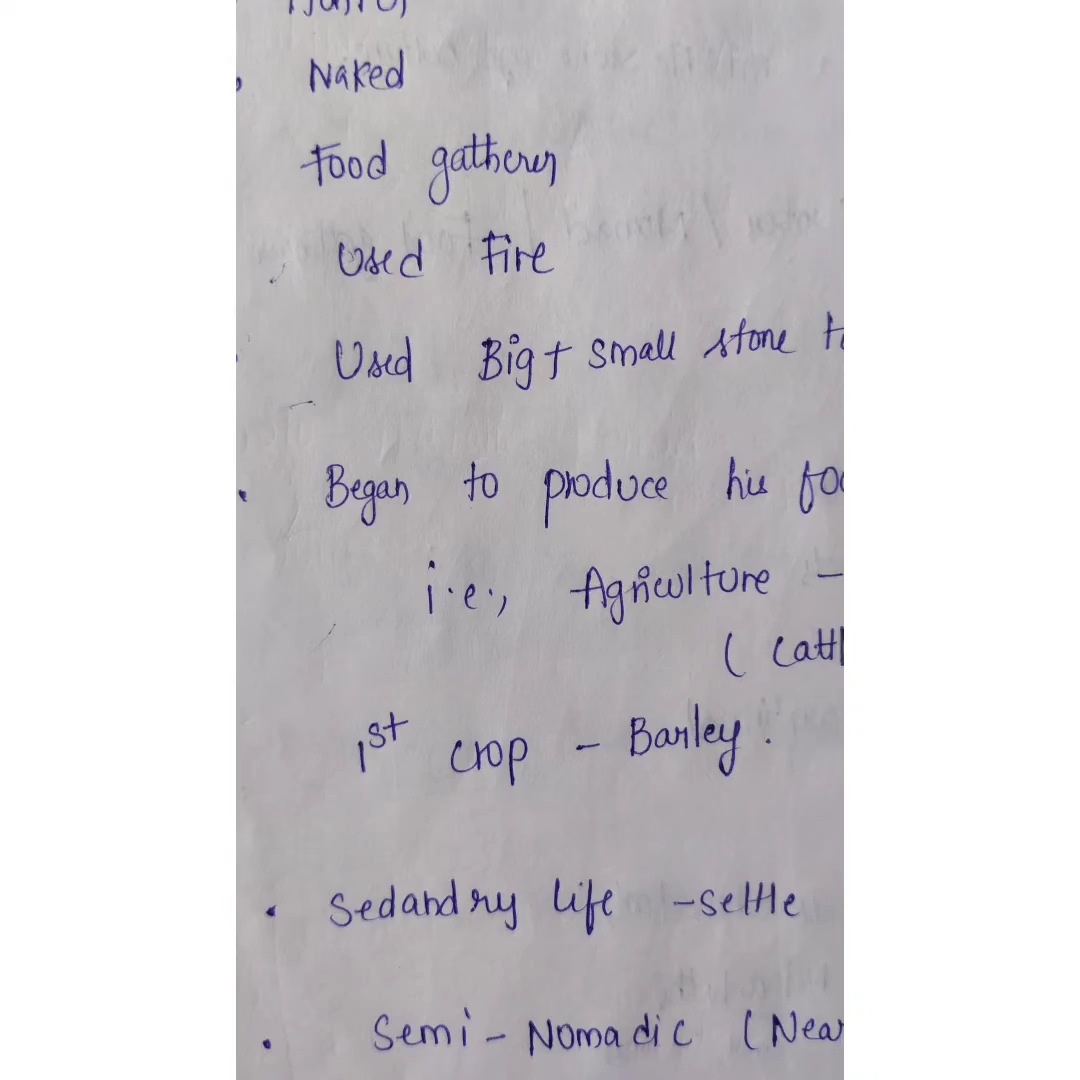 Naked
Food gatherer
Used Fire
Used Big + small stone
Began to produce his
i.e., Agriculture -
(
1st crop - Barley.
Sedandry life - settle
Semi - Nomadic (